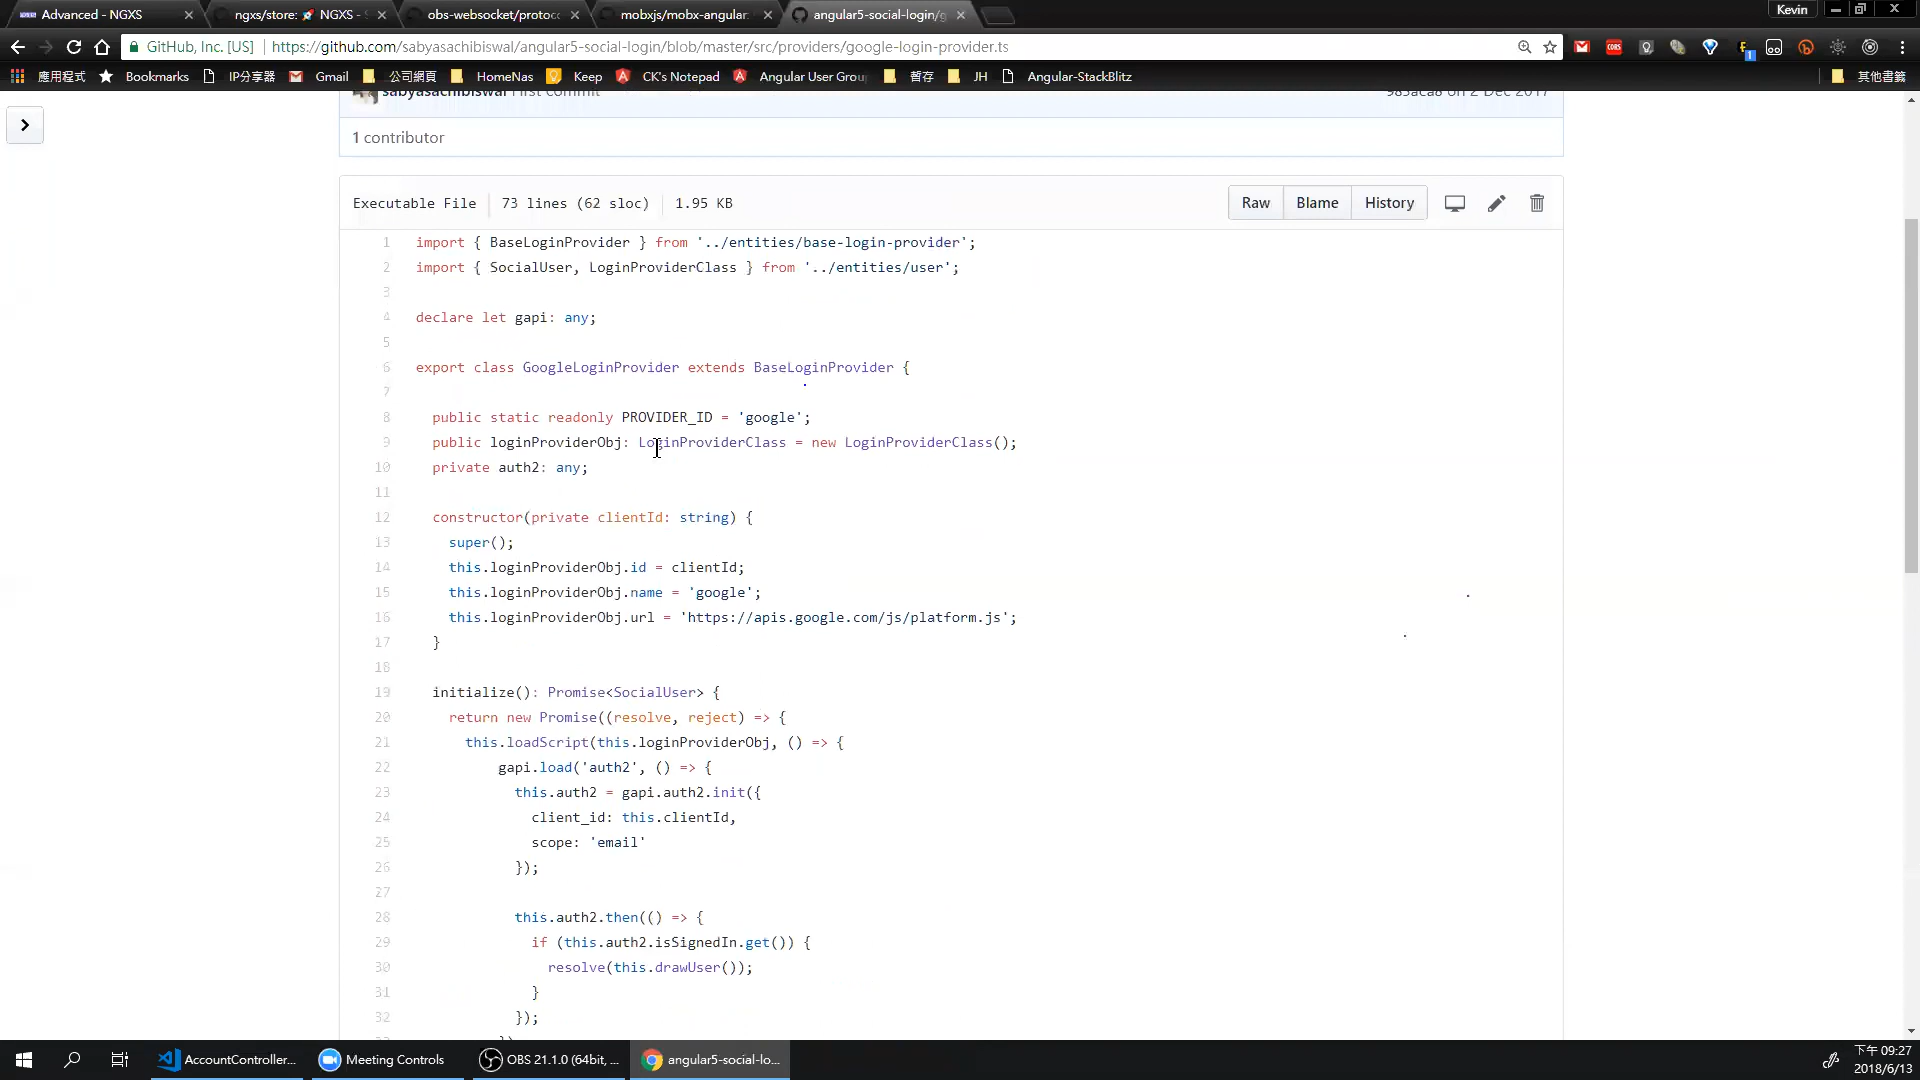 Advanced - NGXS
ngxs/store: 🚀 NGXS -
obs-websocket/protoc
mobxjs/mobx-angular:
angular5-social-login/g
Kevin
GitHub, Inc. [US]
https://github.com/sabyasachibiswal/angular5-social-login/blob/master/src/providers/google-login-provider.ts
應用程式
Bookmarks
IP分享器
Gmail
公司網頁
HomeNas
Keep
CK's Notepad
Angular User Grou
暫存
JH
Angular-StackBlitz
其他書籤
sabyasachibiswal First commit
983aca8 on 2 Dec 2017
1 contributor
Executable File
73 lines (62 sloc)
1.95 KB
Raw
Blame
History
1 import { BaseLoginProvider } from '../entities/base-login-provider';
2 import { SocialUser, LoginProviderClass } from '../entities/user';
3
4 declare let gapi: any;
5
6 export class GoogleLoginProvider extends BaseLoginProvider {
7
8 public static readonly PROVIDER_ID = 'google';
9 public loginProviderObj: LoginProviderClass = new LoginProviderClass();
10 private auth2: any;
11
12 constructor(private clientId: string) {
13 super();
14 this.loginProviderObj.id = clientId;
15 this.loginProviderObj.name = 'google';
16 this.loginProviderObj.url = 'https://apis.google.com/js/platform.js';
17 }
18
19 initialize(): Promise<SocialUser> {
20 return new Promise((resolve, reject) => {
21 this.loadScript(this.loginProviderObj, () => {
22 gapi.load('auth2', () => {
23 this.auth2 = gapi.auth2.init({
24 client_id: this.clientId,
25 scope: 'email'
26 });
27
28 this.auth2.then(() => {
29 if (this.auth2.isSignedIn.get()) {
30 resolve(this.drawUser());
31 }
32 });
AccountController...
Meeting Controls
OBS 21.1.0 (64bit, ...
angular5-social-lo...
下午 09:27
2018/6/13